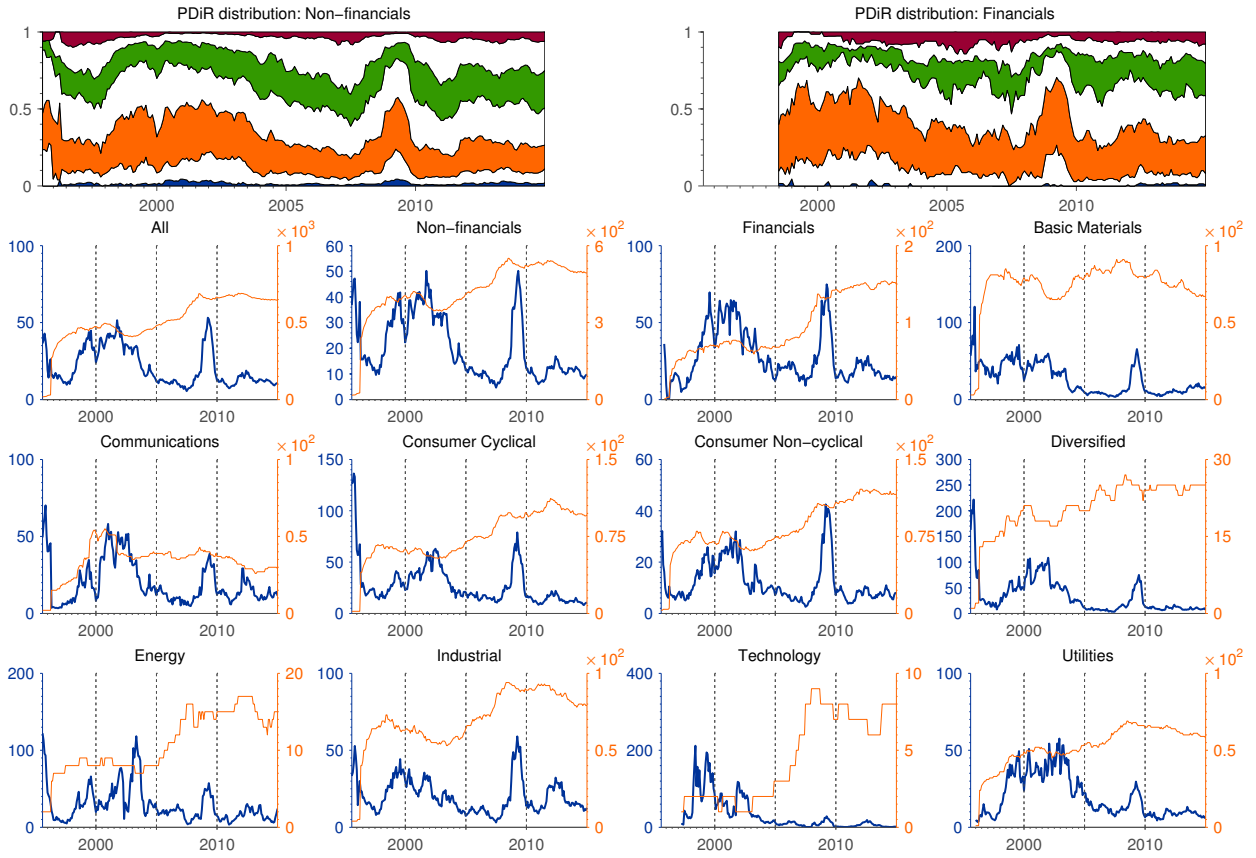 PDiR distribution: Non−financials PDiR distribution: Financials
1 1
0.5 0.5
0 0
2000 2005 2010 2000 2005 2010
All Non−financials Financials Basic Materials
× 10^3 × 10^2 × 10^2 × 10^2
100 1 60 6 100 2 200 1
50
150
40
50 0.5 30 3 50 1 100 0.5
20
50
10
0 0 0 0 0 0 0 0
2000 2010 2000 2010 2000 2010 2000 2010
Communications Consumer Cyclical Consumer Non−cyclical Diversified
× 10^2 × 10^2 × 10^2
100 1 150 1.5 60 1.5 300 30
250
100 40 200
50 0.5 0.75 0.75 150 15
50 20 100
50
0 0 0 0 0 0 0 0
2000 2010 2000 2010 2000 2010 2000 2010
Energy Industrial Technology Utilities
× 10^2 × 10^2
200 20 100 1 400 10 100 1
300
100 10 50 0.5 200 5 50 0.5
100
0 0 0 0 0 0 0 0
2000 2010 2000 2010 2000 2010 2000 2010